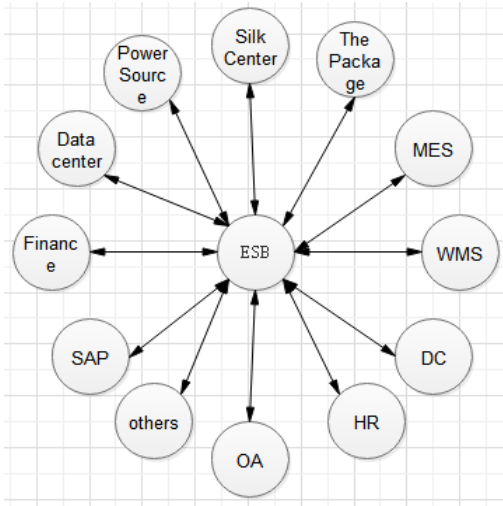 Silk
Center
The
Packa
ge
Power
Sourc
e
Data
center
MES
Financ
e
ESB
WMS
SAP
DC
others
HR
OA